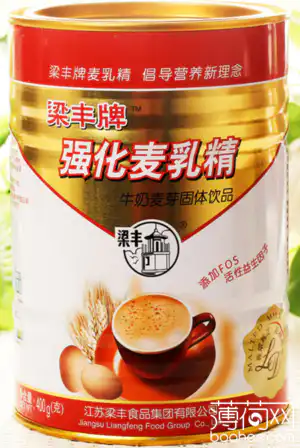 梁丰牌麦乳精 倡导营养新理念
梁丰牌™
强化麦乳精
牛奶麦芽固体饮品
梁丰
®
添加FOS
活性益生因子
400g(克)
江苏梁丰食品集团有限公司
Jiangsu Liangfeng Food Group Co.,
薄荷网